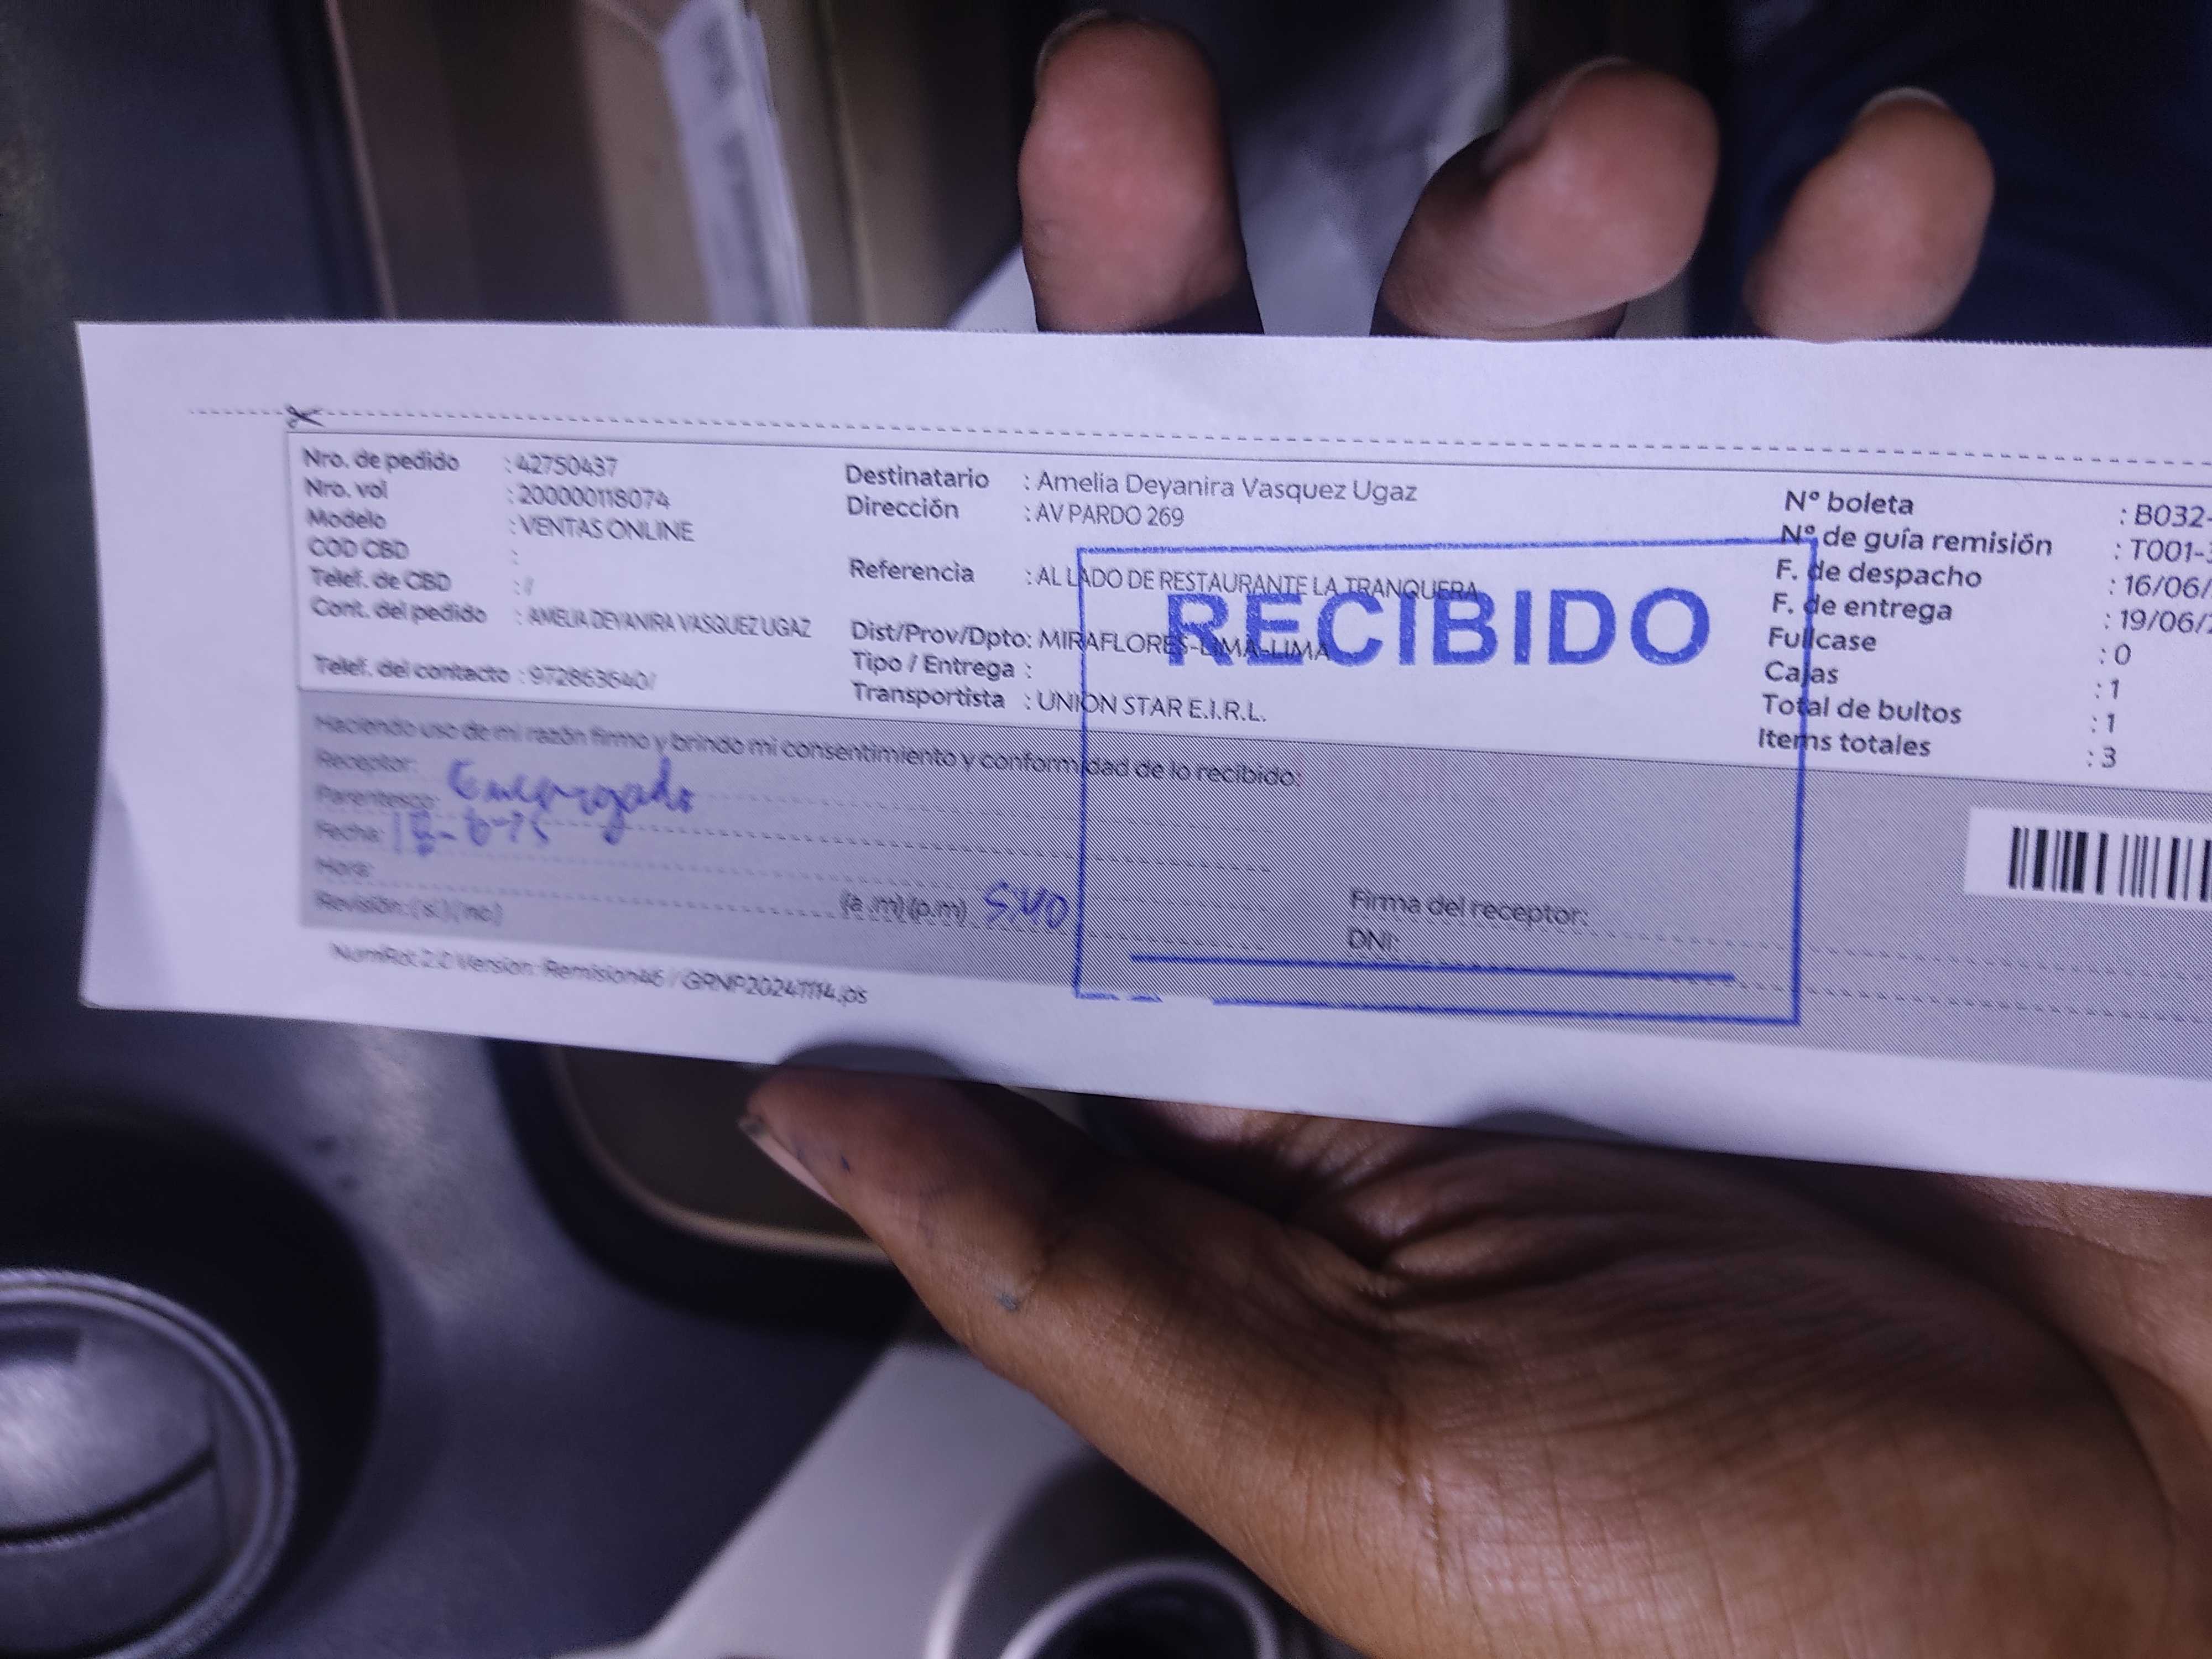 Nro. de pedido : 42750437
Nro. vol : 200000118074
Modelo : VENTAS ONLINE
COD CBD :
Telef. de CBD : /
Cont. del pedido : AMELIA DEYANIRA VASQUEZ UGAZ
Telef. del contacto : 972863640/
Destinatario : Amelia Deyanira Vasquez Ugaz
Dirección : AV PARDO 269
Referencia : AL LADO DE RESTAURANTE LA TRANQUERA
Dist/Prov/Dpto: MIRAFLORES-LIMA-LIMA
Tipo / Entrega :
Transportista : UNION STAR E.I.R.L.
Nº boleta : B032-
Nº de guía remisión : T001-
F. de despacho : 16/06/
F. de entrega : 19/06/
Fullcase : 0
Cajas : 1
Total de bultos : 1
Items totales : 3
RECIBIDO
Haciendo uso de mi razón firmo y brindo mi consentimiento y conformidad de lo recibido:
Receptor:
Parentesco:
Fecha:
Hora: (a .m) (p.m) 5:40
Revisión: ( si ) ( no )
Firma del receptor:
DNI:
NumRdt 2.0 Version: Remision46 / GRNP20241114.jps